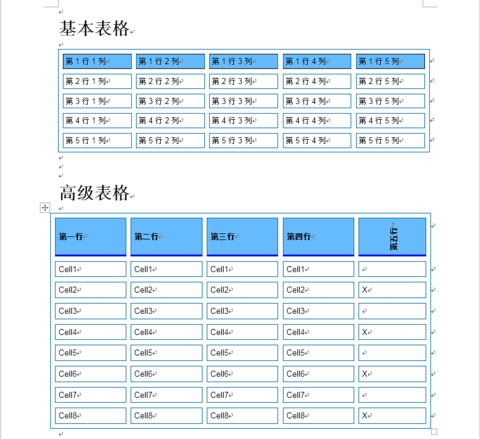 基本表格
第1行1列 第1行2列 第1行3列 第1行4列 第1行5列
第2行1列 第2行2列 第2行3列 第2行4列 第2行5列
第3行1列 第3行2列 第3行3列 第3行4列 第3行5列
第4行1列 第4行2列 第4行3列 第4行4列 第4行5列
第5行1列 第5行2列 第5行3列 第5行4列 第5行5列
高级表格
第一行 第二行 第三行 第四行 第五行
Cell1 Cell1 Cell1 Cell1
Cell2 Cell2 Cell2 Cell2 X
Cell3 Cell3 Cell3 Cell3
Cell4 Cell4 Cell4 Cell4 X
Cell5 Cell5 Cell5 Cell5
Cell6 Cell6 Cell6 Cell6 X
Cell7 Cell7 Cell7 Cell7
Cell8 Cell8 Cell8 Cell8 X